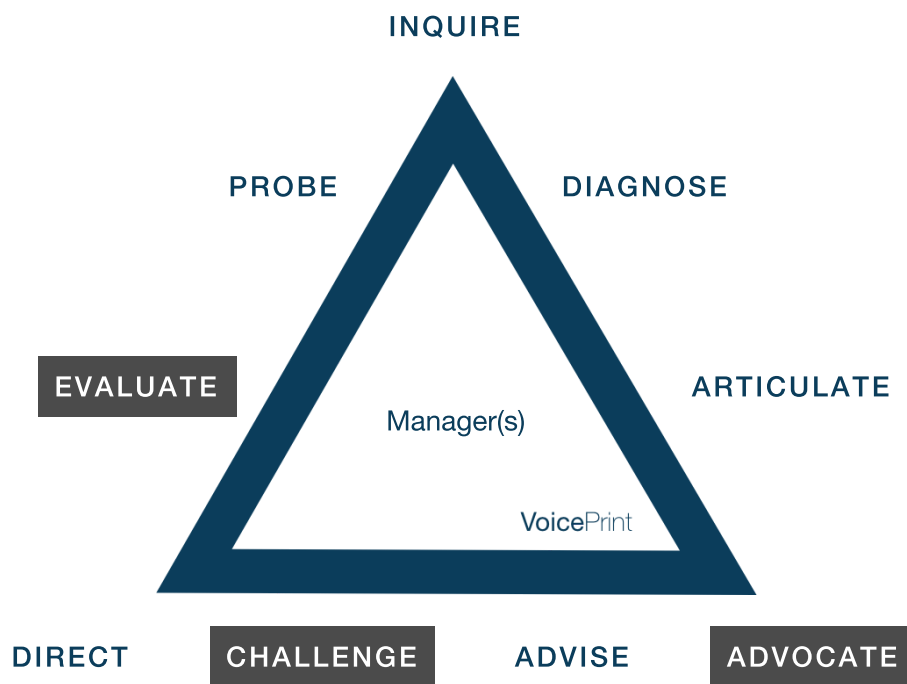 INQUIRE
PROBE
DIAGNOSE
EVALUATE
ARTICULATE
Manager(s)
VoicePrint
DIRECT
CHALLENGE
ADVISE
ADVOCATE